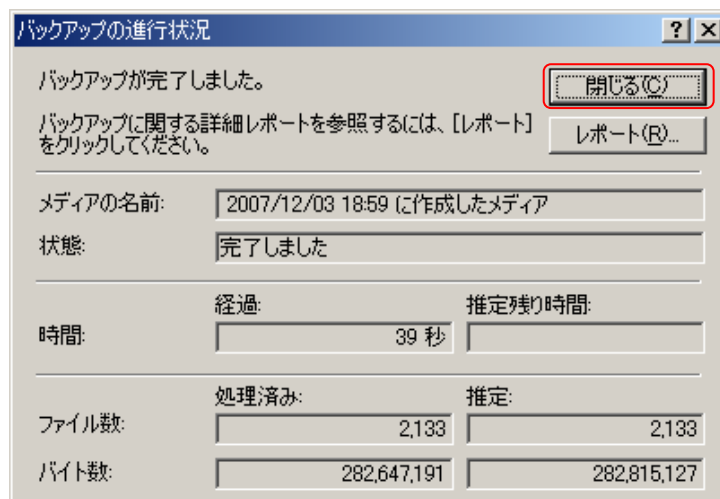 バックアップの進行状況
バックアップが完了しました。
閉じる(C)
バックアップに関する詳細レポートを参照するには、[レポート]
をクリックしてください。
レポート(R)...
メディアの名前: 2007/12/03 18:59 に作成したメディア
状態: 完了しました
経過: 推定残り時間:
時間: 39 秒
処理済み: 推定:
ファイル数: 2,133 2,133
バイト数: 282,647,191 282,815,127